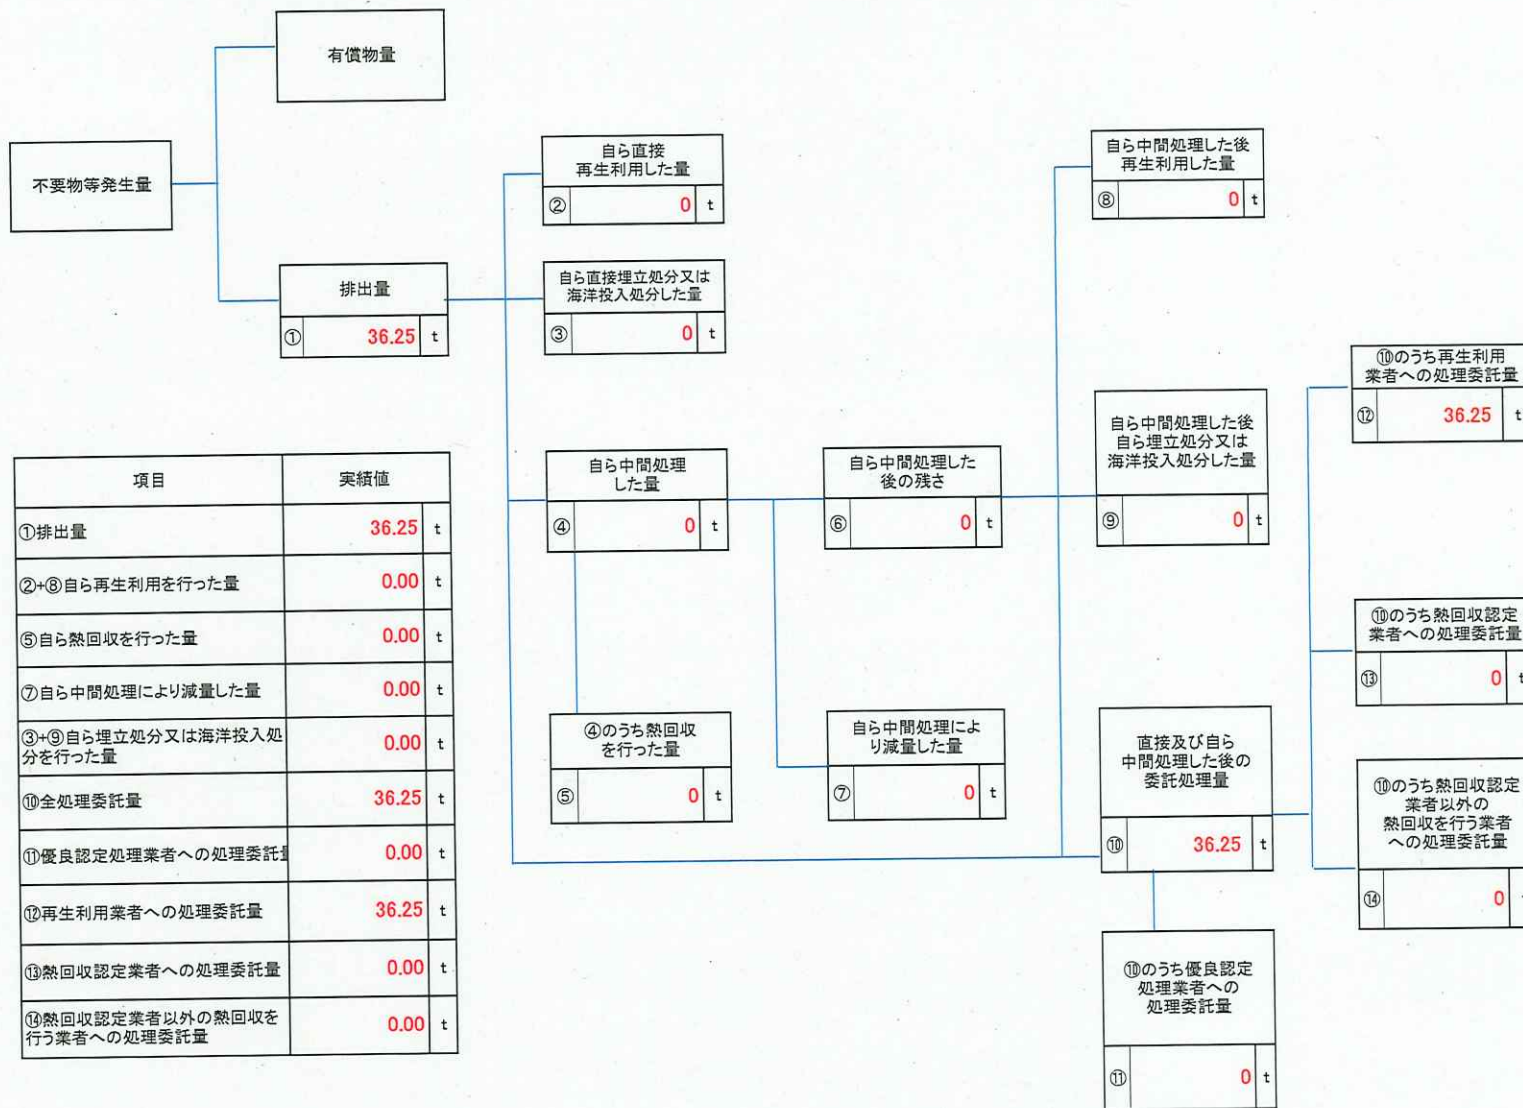 有償物量
不要物等発生量
排出量
① 36.25 t
自ら直接
再生利用した量
② 0 t
自ら直接埋立処分又は
海洋投入処分した量
③ 0 t
自ら中間処理
した量
④ 0 t
④のうち熱回収
を行った量
⑤ 0 t
自ら中間処理した
後の残さ
⑥ 0 t
自ら中間処理によ
り減量した量
⑦ 0 t
自ら中間処理した後
再生利用した量
⑧ 0 t
自ら中間処理した後
自ら埋立処分又は
海洋投入処分した量
⑨ 0 t
直接及び自ら
中間処理した後の
委託処理量
⑩ 36.25 t
⑩のうち優良認定
処理業者への
処理委託量
⑪ 0 t
⑩のうち再生利用
業者への処理委託量
⑫ 36.25 t
⑩のうち熱回収認定
業者への処理委託量
⑬ 0 t
⑩のうち熱回収認定
業者以外の
熱回収を行う業者
への処理委託量
⑭ 0
項目 実績値
①排出量 36.25 t
②+⑧自ら再生利用を行った量 0.00 t
⑤自ら熱回収を行った量 0.00 t
⑦自ら中間処理により減量した量 0.00 t
③+⑨自ら埋立処分又は海洋投入処
分を行った量 0.00 t
⑩全処理委託量 36.25 t
⑪優良認定処理業者への処理委託 0.00 t
⑫再生利用業者への処理委託量 36.25 t
⑬熱回収認定業者への処理委託量 0.00 t
⑭熱回収認定業者以外の熱回収を
行う業者への処理委託量 0.00 t